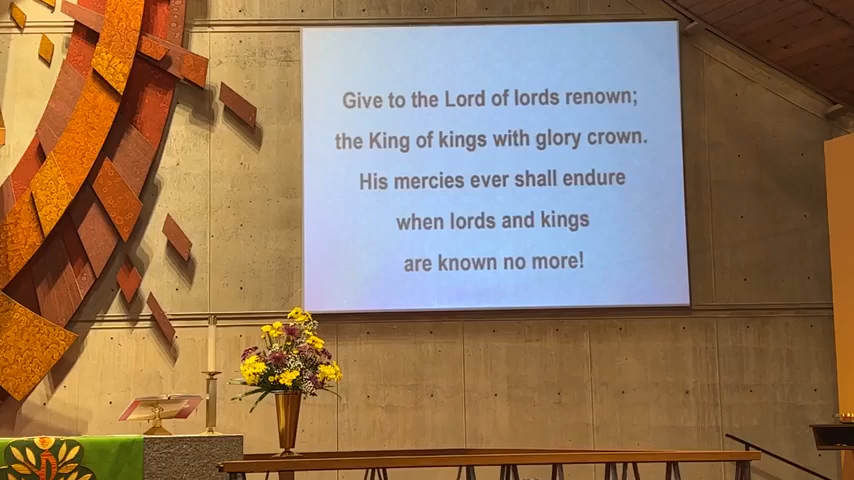 Give to the Lord of lords renown;
the King of kings with glory crown.
His mercies ever shall endure
when lords and kings
are known no more!